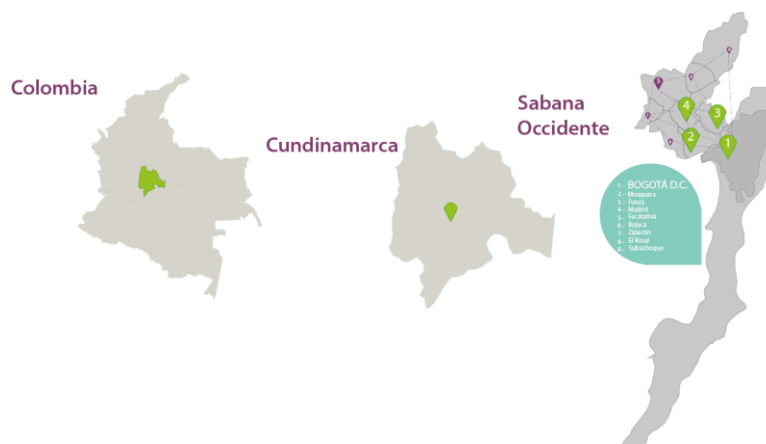 Colombia
Cundinamarca
Sabana
Occidente
5
4
3
2
1
1- BOGOTÁ D.C.
2- Mosquera
3- Funza
4- Madrid
5- Facatativá
6- Bojacá
7- Zipacón
8- El Rosal
9- Subachoque